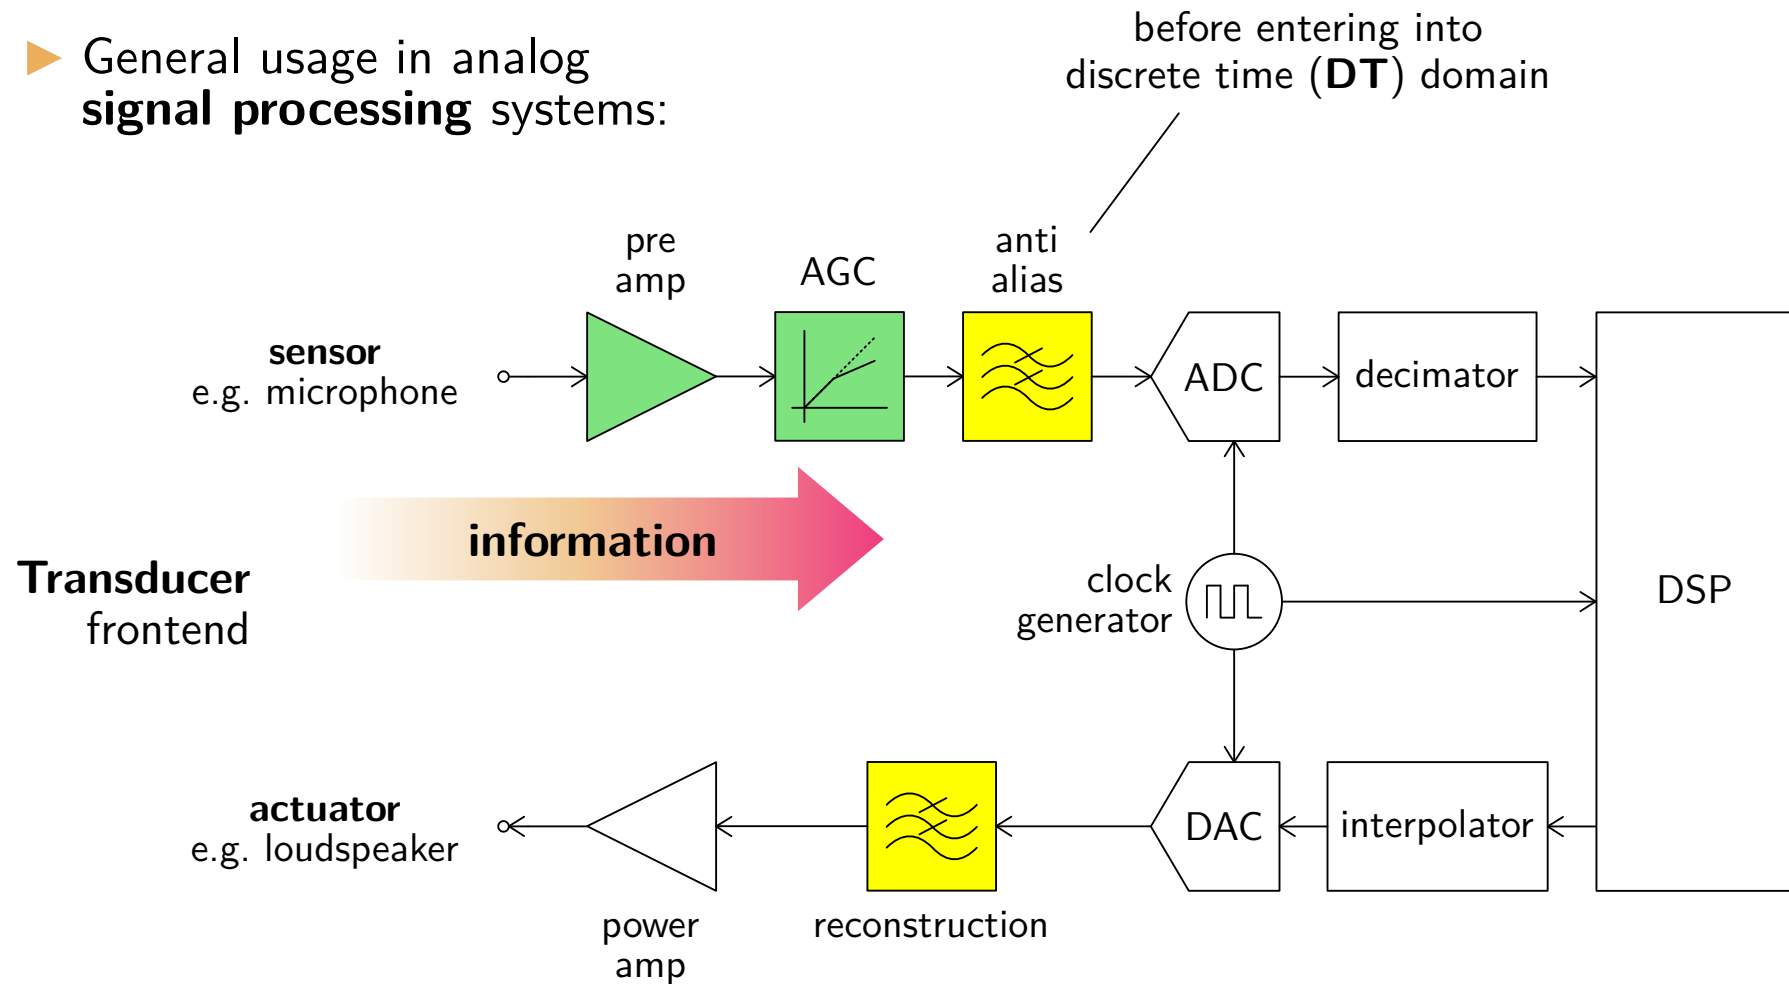 General usage in analog
signal processing systems:
before entering into
discrete time (DT) domain
pre
amp
AGC
anti
alias
sensor
e.g. microphone
ADC
decimator
information
Transducer
frontend
clock
generator
DSP
actuator
e.g. loudspeaker
DAC
interpolator
power
amp
reconstruction